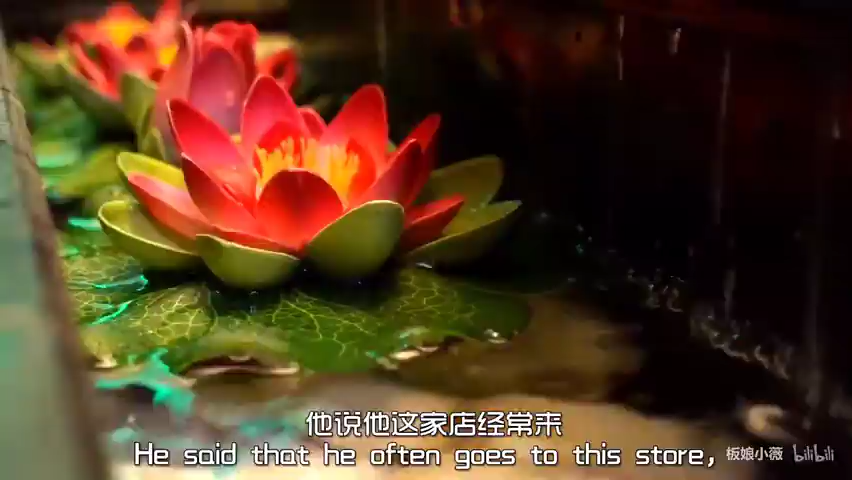 他说他这家店经常来
He said that he often goes to this store,
板娘小薇 bilibili